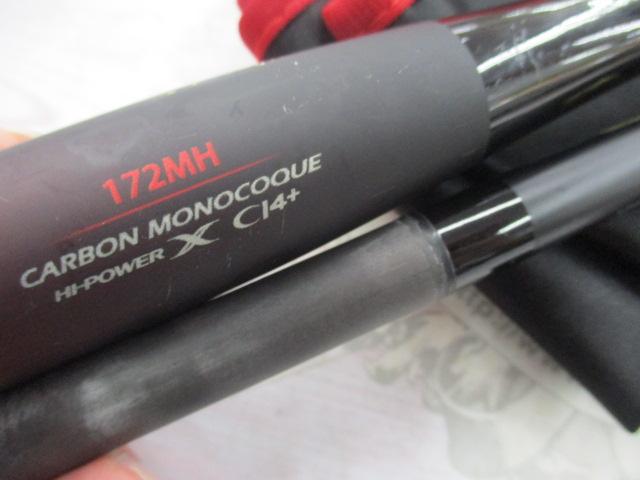 172MH
CARBON MONOCOQUE
HI-POWER X CI4+